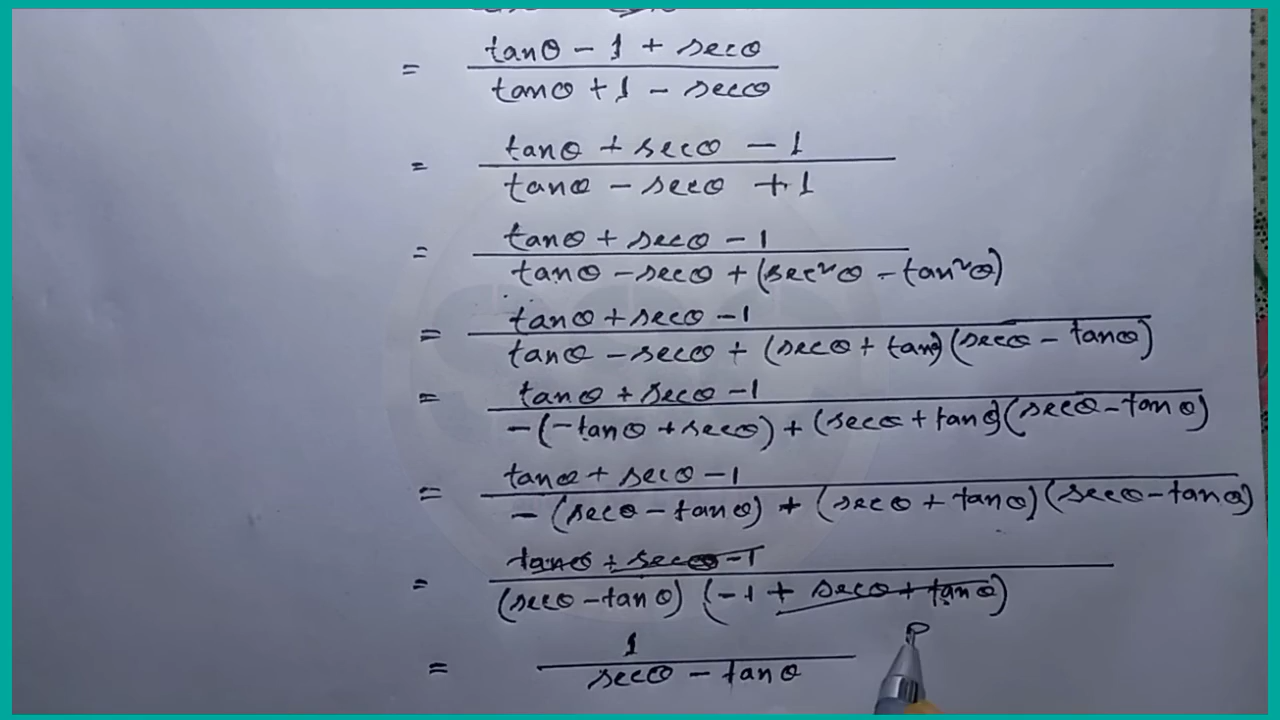 = tanθ - 1 + secθ
tanθ + 1 - secθ
= tanθ + secθ - 1
tanθ - secθ + 1
= tanθ + secθ - 1
tanθ - secθ + (sec²θ - tan²θ)
= tanθ + secθ - 1
tanθ - secθ + (secθ + tanθ)(secθ - tanθ)
= tanθ + secθ - 1
-(-tanθ + secθ) + (secθ + tanθ)(secθ - tanθ)
= tanθ + secθ - 1
-(secθ - tanθ) + (secθ + tanθ)(secθ - tanθ)
= tanθ + secθ - 1
(secθ - tanθ) (-1 + secθ + tanθ)
= 1
secθ - tanθ